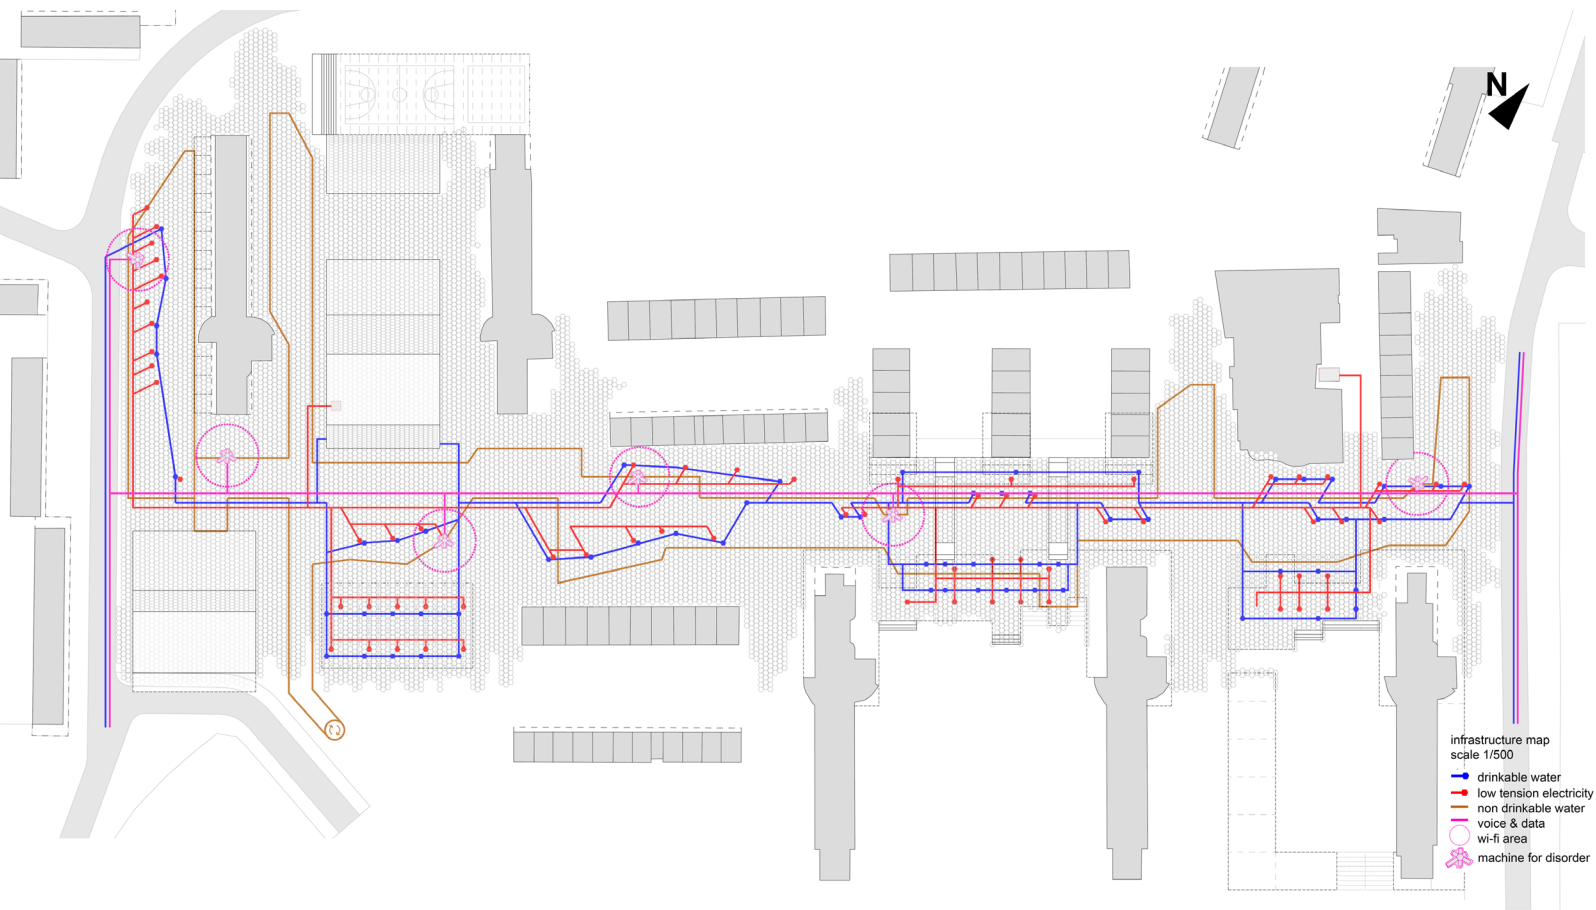 N
infrastructure map
scale 1/500
drinkable water
low tension electricity
non drinkable water
voice & data
wi-fi area
machine for disorder